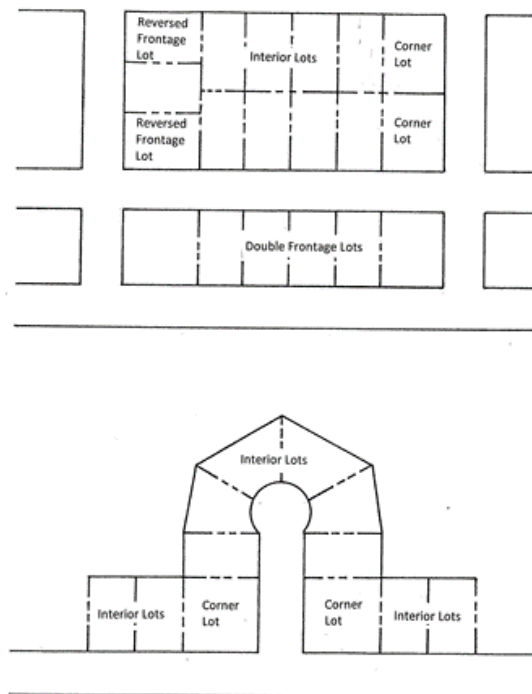 Reversed
Frontage
Lot
Interior Lots
Corner
Lot
Reversed
Frontage
Lot
Corner
Lot
Double Frontage Lots
Interior Lots
Interior Lots
Corner
Lot
Corner
Lot
Interior Lots